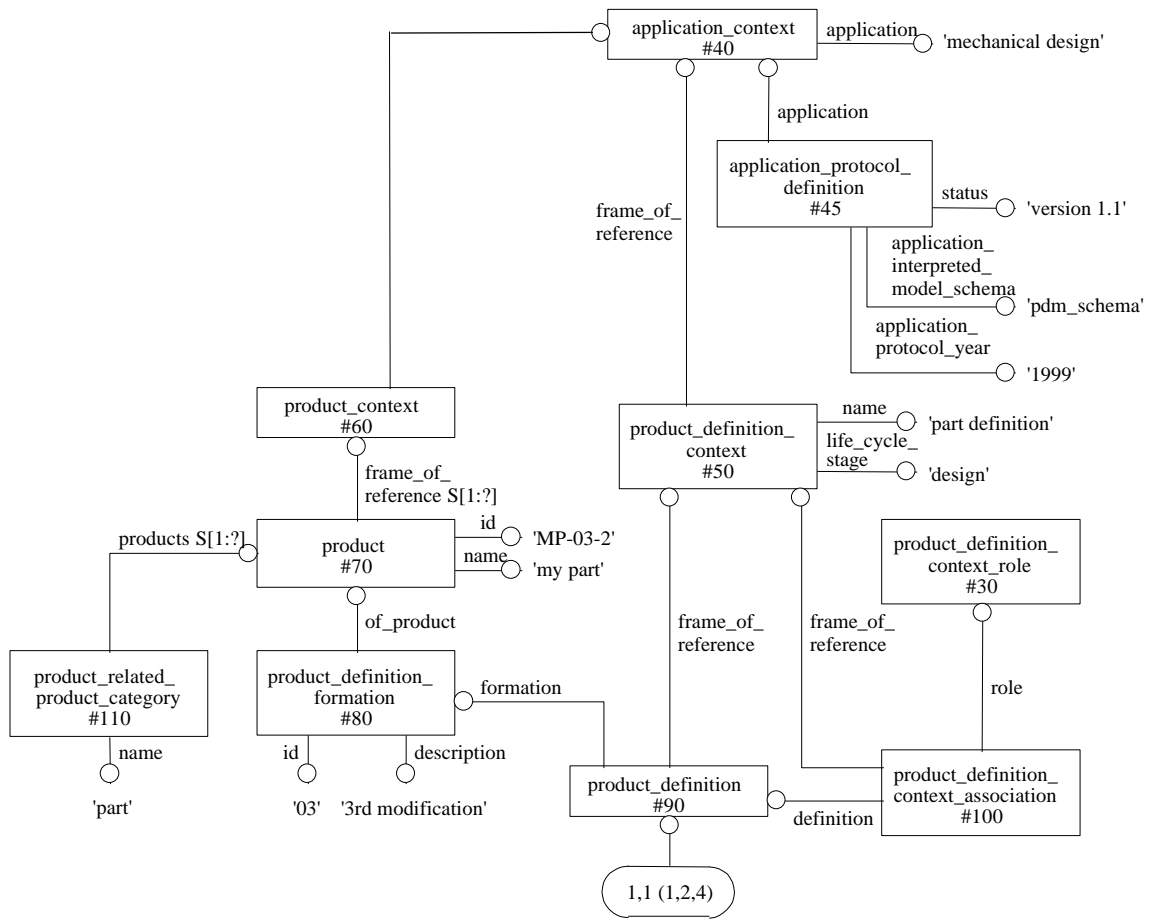 application_context
#40
application
'mechanical design'
application
application_protocol_
definition
#45
status
'version 1.1'
frame_of_
reference
application_
interpreted_
model_schema
'pdm_schema'
application_
protocol_year
'1999'
product_context
#60
product_definition_
context
#50
name
'part definition'
life_cycle_
stage
'design'
frame_of_
reference S[1:?]
products S[1:?]
product
#70
id
'MP-03-2'
name
'my part'
product_definition_
context_role
#30
of_product
frame_of_
reference
frame_of_
reference
product_related_
product_category
#110
product_definition_
formation
#80
formation
role
name
id
description
'part'
'03'
'3rd modification'
product_definition
#90
definition
product_definition_
context_association
#100
1,1 (1,2,4)